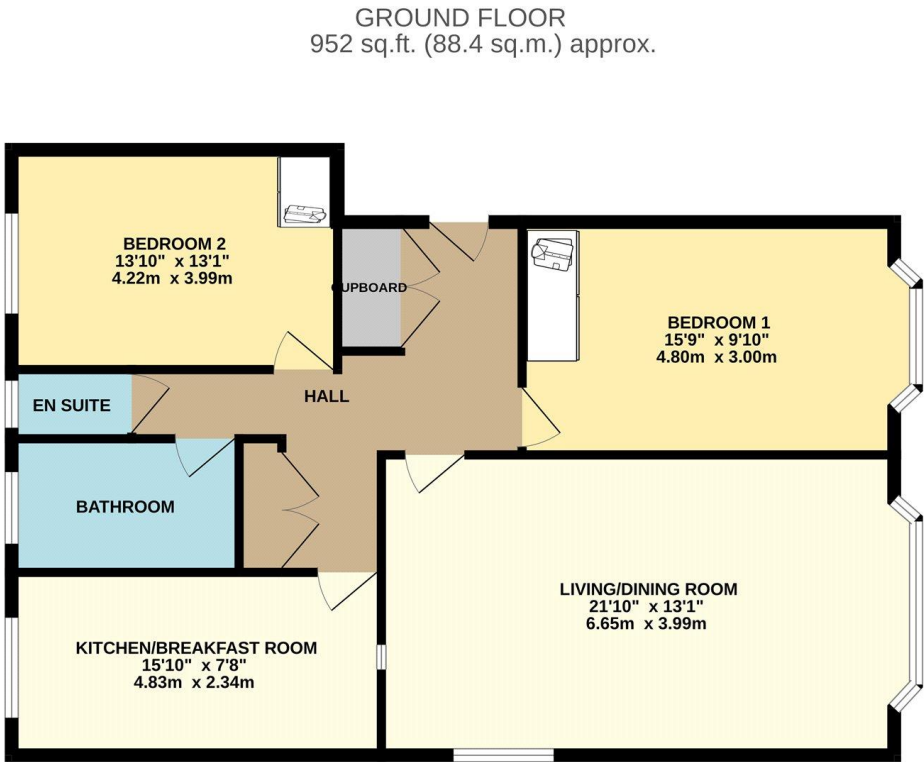 GROUND FLOOR
952 sq.ft. (88.4 sq.m.) approx.
BEDROOM 2
13'10" x 13'1"
4.22m x 3.99m
CUPBOARD
BEDROOM 1
15'9" x 9'10"
4.80m x 3.00m
HALL
EN SUITE
BATHROOM
LIVING/DINING ROOM
21'10" x 13'1"
6.65m x 3.99m
KITCHEN/BREAKFAST ROOM
15'10" x 7'8"
4.83m x 2.34m